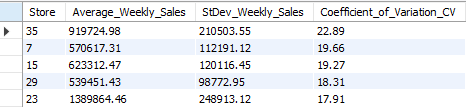 Store Average_Weekly_Sales StDev_Weekly_Sales Coefficient_of_Variation_CV
35 919724.98 210503.55 22.89
7 570617.31 112191.12 19.66
15 623312.47 120116.45 19.27
29 539451.43 98772.95 18.31
23 1389864.46 248913.12 17.91